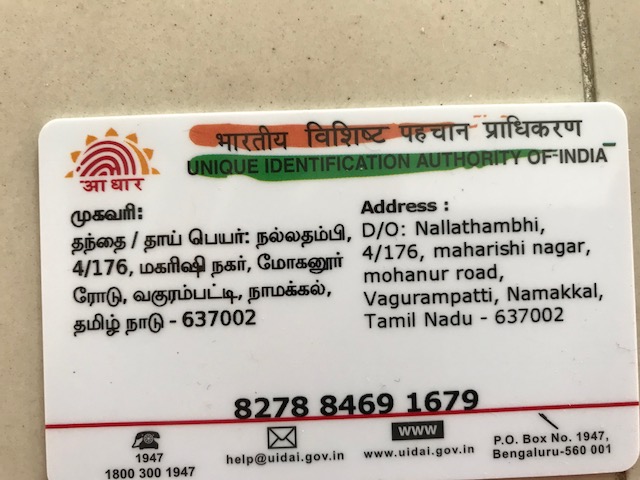 भारतीय विशिष्ट पहचान प्राधिकरण
UNIQUE IDENTIFICATION AUTHORITY OF INDIA
आधार
முகவரி:
தந்தை / தாய் பெயர்: நல்லதம்பி,
4/176, மகரிஷி நகர், மோகனூர்
ரோடு, வகுரம்பட்டி, நாமக்கல்,
தமிழ் நாடு - 637002
Address :
D/O: Nallathambhi,
4/176, maharishi nagar,
mohanur road,
Vagurampatti, Namakkal,
Tamil Nadu - 637002
8278 8469 1679
1947
1800 300 1947
help@uidai.gov.in
www
www.uidai.gov.in
P.O. Box No. 1947,
Bengaluru-560 001